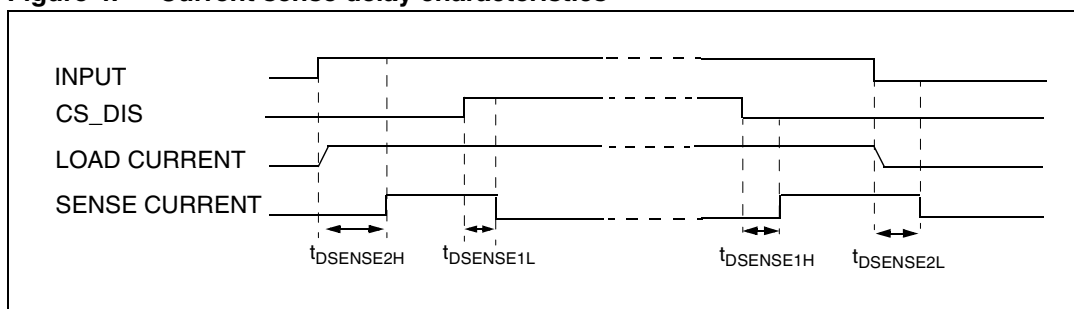 INPUT
CS_DIS
LOAD CURRENT
SENSE CURRENT
tDSENSE2H
tDSENSE1L
tDSENSE1H
tDSENSE2L